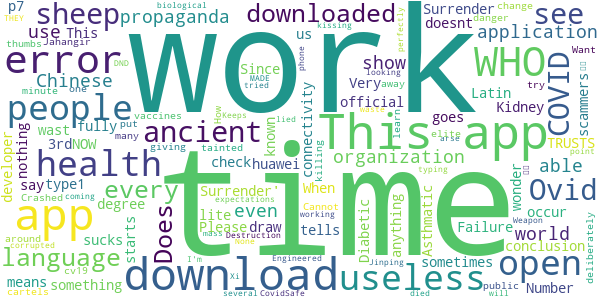 p7 sheep propaganda downloaded Surrender biological kissing doesnt danger change
THEY perfectly thumbs Jahangir use This DND us show see application
error Since tried official Very away phone looking one minute MADE Want
Chinese people fully NOW many put vaccines wast 3rd
work WHO COVID Latin Kidney scammers try
developer nothing say type1 How giving lied tainted ancient known check huawei connectivity
This app goes elite waste arse learn TRUSTS point
health organization able Ovid
app every Does degree lite Surrender' even tells When killing Cannot working
time Diabetic anything Asthmatic typing wonder occur Failure world conclusion
language sucks starts Please draw expectations mass Destruction None I'm
means something around corrupted cv19 cartels Crashed coming
download useless sometimes open Number public Weapon will deliberately
Keeps Engineered Xi Jinping several CovidSafe died